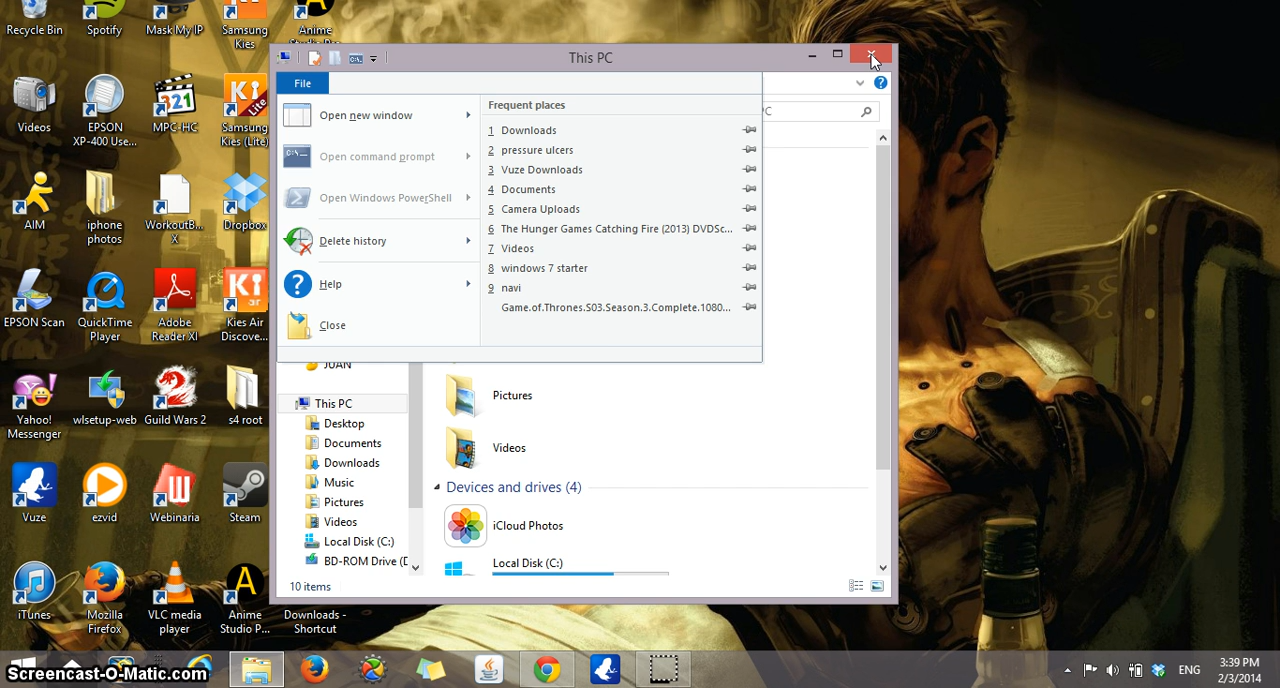 Recycle Bin
Spotify
Mask My IP
Samsung
Kies
Anime
This PC
File
Open new window
Open command prompt
Open Windows PowerShell
Delete history
Help
Close
Frequent places
1 Downloads
2 pressure ulcers
3 Vuze Downloads
4 Documents
5 Camera Uploads
6 The Hunger Games Catching Fire (2013) DVDSc...
7 Videos
8 windows 7 starter
9 navi
Game.of.Thrones.S03.Season.3.Complete.1080...
Videos
EPSON
XP-400 Use...
MPC-HC
321
Samsung
Kies (Lite)
AIM
iphone
photos
WorkoutB...
X
Dropbox
EPSON Scan
QuickTime
Player
Adobe
Reader XI
Kies Air
Discove...
Yahoo!
Messenger
wlsetup-web
Guild Wars 2
s4 root
Vuze
ezvid
Webinaria
Steam
iTunes
Mozilla
Firefox
VLC media
player
Anime
Studio P...
Downloads -
Shortcut
JUAN
This PC
Desktop
Documents
Downloads
Music
Pictures
Videos
Local Disk (C:)
BD-ROM Drive (D
Pictures
Videos
Devices and drives (4)
iCloud Photos
Local Disk (C:)
10 items
Screencast-O-Matic.com
ENG
3:39 PM
2/3/2014